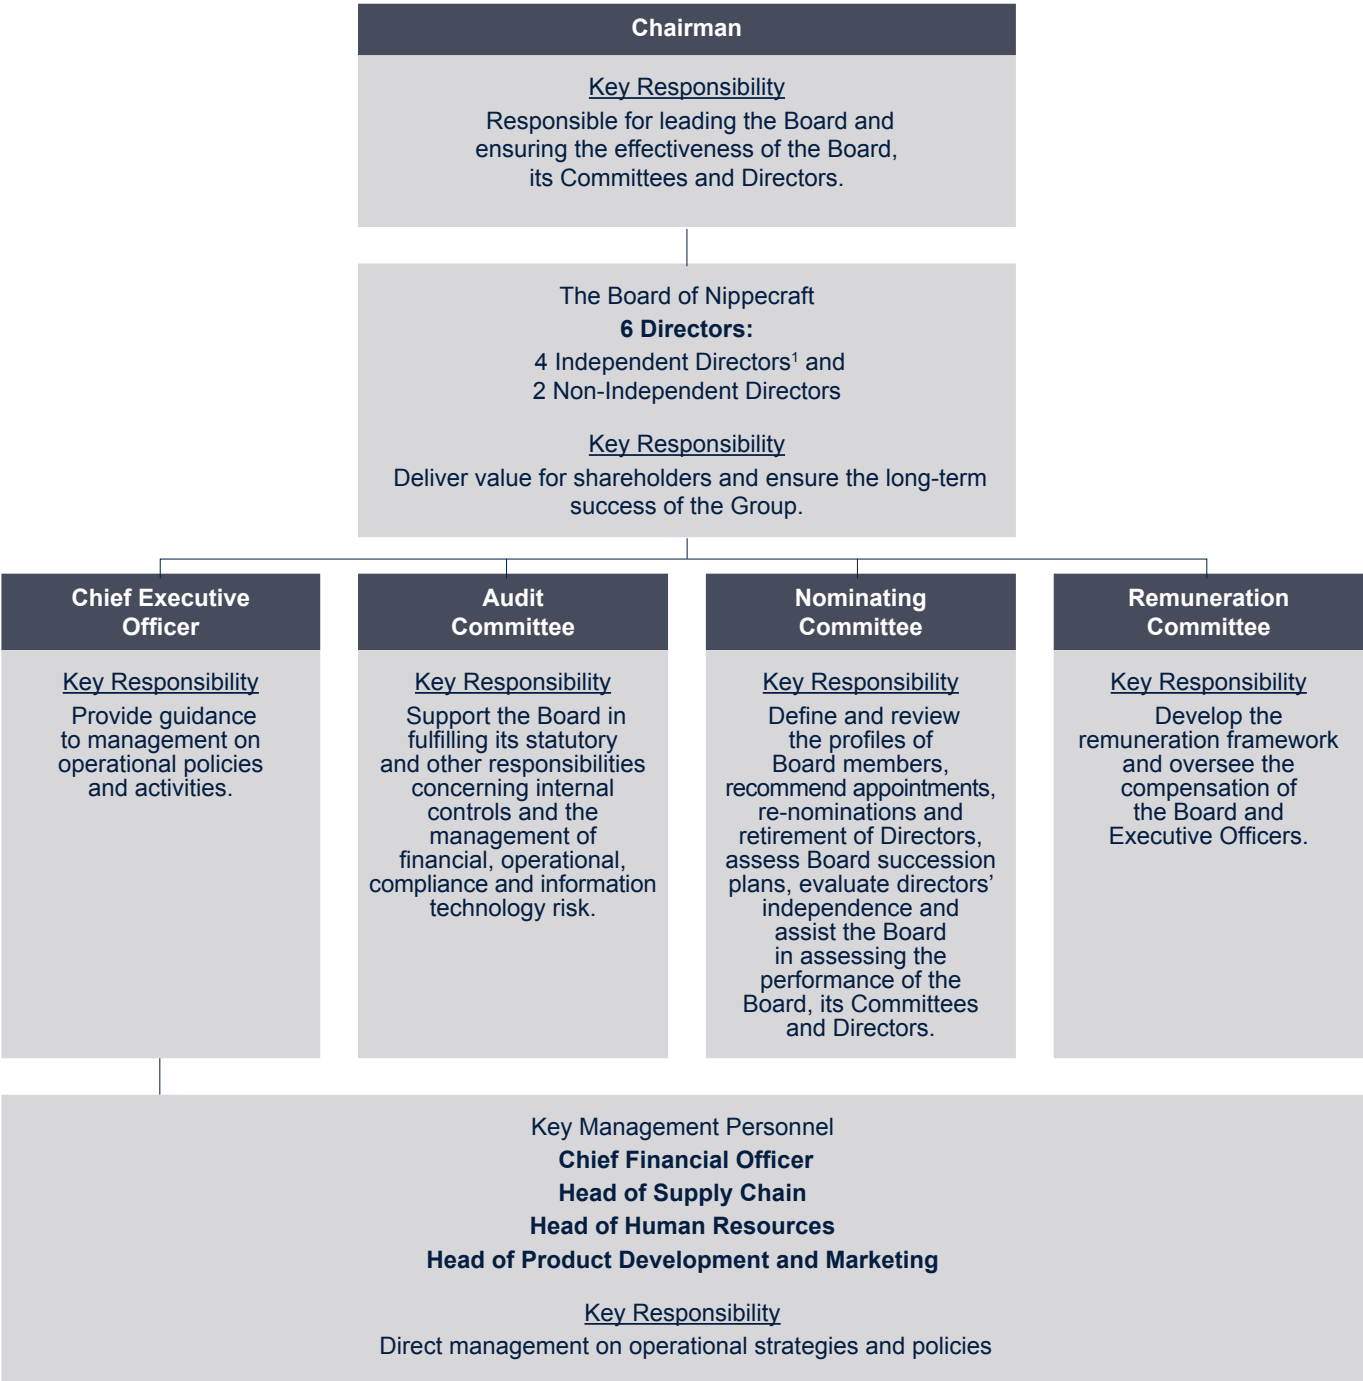 Chairman
Key Responsibility
Responsible for leading the Board and
ensuring the effectiveness of the Board,
its Committees and Directors.
The Board of Nippecraft
6 Directors:
4 Independent Directors¹ and
2 Non-Independent Directors
Key Responsibility
Deliver value for shareholders and ensure the long-term
success of the Group.
Chief Executive
Officer
Key Responsibility
Provide guidance
to management on
operational policies
and activities.
Audit
Committee
Key Responsibility
Support the Board in
fulfilling its statutory
and other responsibilities
concerning internal
controls and the
management of
financial, operational,
compliance and information
technology risk.
Nominating
Committee
Key Responsibility
Define and review
the profiles of
Board members,
recommend appointments,
re-nominations and
retirement of Directors,
assess Board succession
plans, evaluate directors’
independence and
assist the Board
in assessing the
performance of the
Board, its Committees
and Directors.
Remuneration
Committee
Key Responsibility
Develop the
remuneration framework
and oversee the
compensation of
the Board and
Executive Officers.
Key Management Personnel
Chief Financial Officer
Head of Supply Chain
Head of Human Resources
Head of Product Development and Marketing
Key Responsibility
Direct management on operational strategies and policies